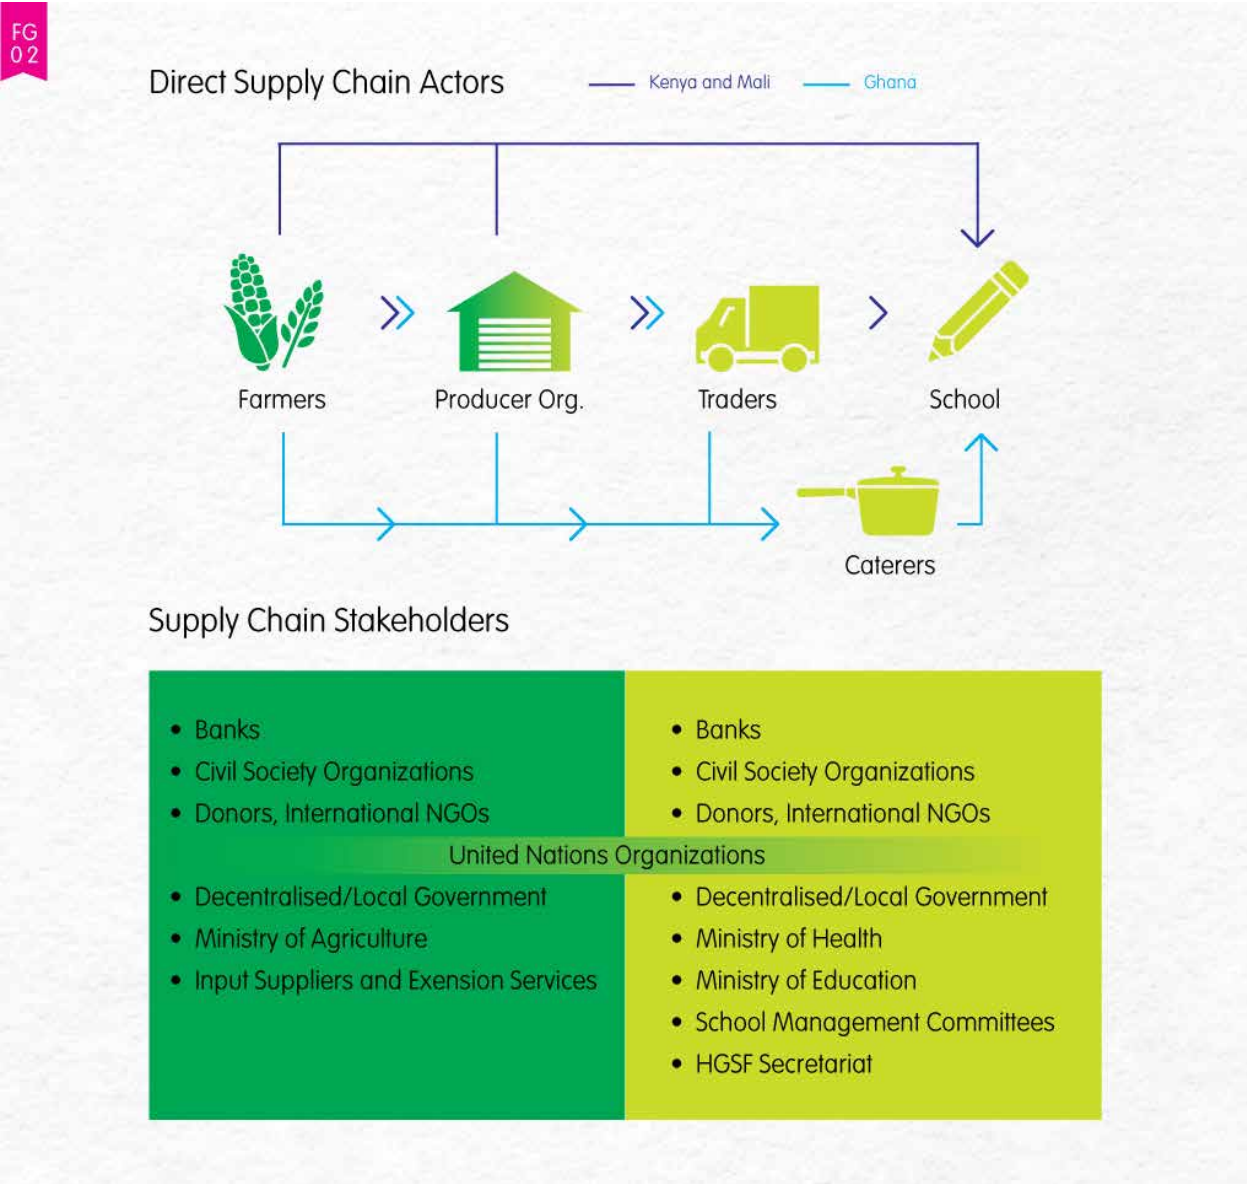 FG
02
Direct Supply Chain Actors
Kenya and Mali
Ghana
Farmers
Producer Org.
Traders
School
Caterers
Supply Chain Stakeholders
• Banks
• Civil Society Organizations
• Donors, International NGOs
• Banks
• Civil Society Organizations
• Donors, International NGOs
United Nations Organizations
• Decentralised/Local Government
• Ministry of Agriculture
• Input Suppliers and Exension Services
• Decentralised/Local Government
• Ministry of Health
• Ministry of Education
• School Management Committees
• HGSF Secretariat